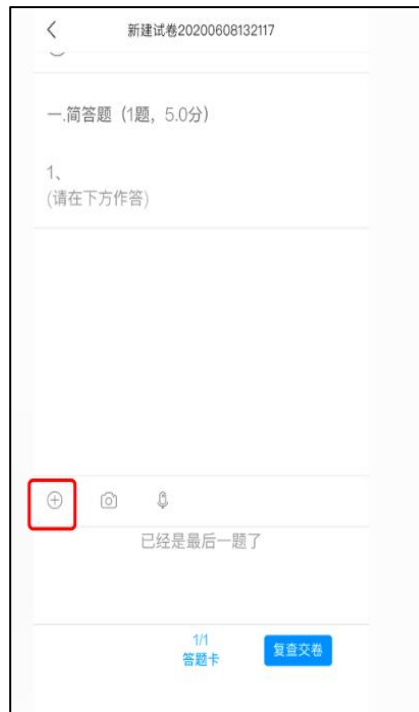 新建试卷20200608132117
一.简答题（1题，5.0分）
1、
(请在下方作答)
已经是最后一题了
1/1
答题卡
复查交卷